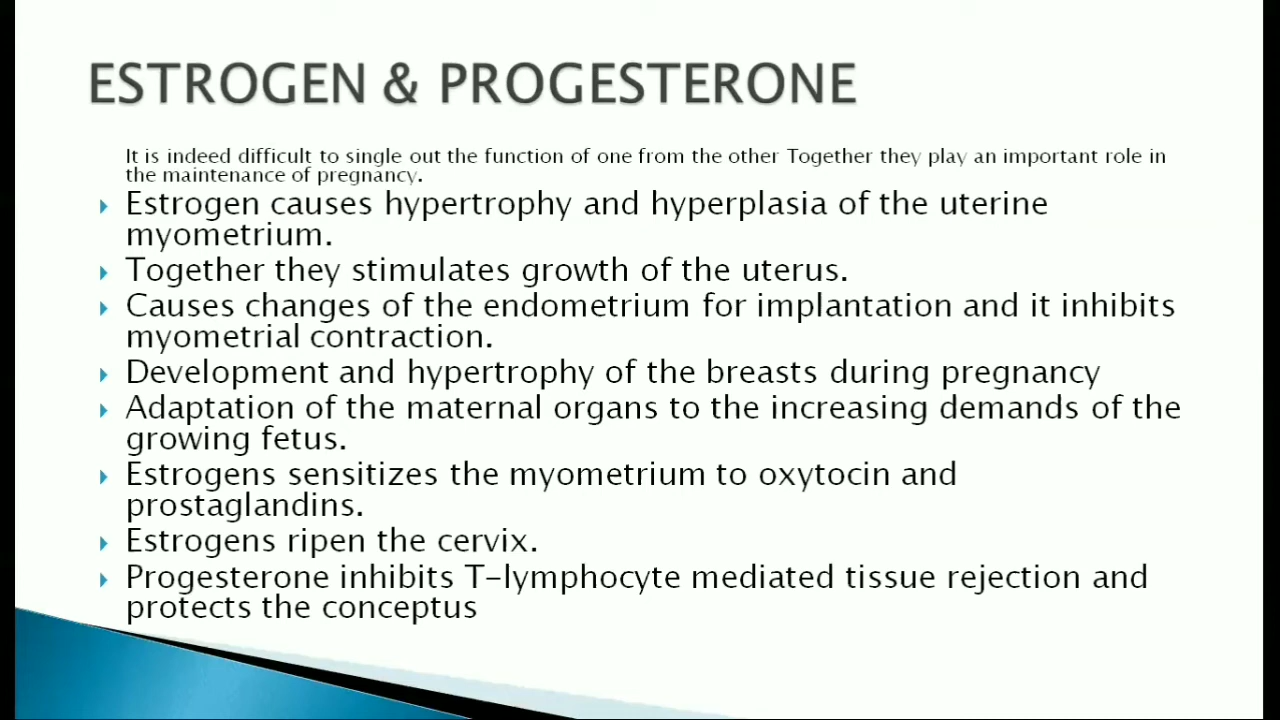 ESTROGEN & PROGESTERONE
It is indeed difficult to single out the function of one from the other Together they play an important role in
the maintenance of pregnancy.
Estrogen causes hypertrophy and hyperplasia of the uterine
myometrium.
Together they stimulates growth of the uterus.
Causes changes of the endometrium for implantation and it inhibits
myometrial contraction.
Development and hypertrophy of the breasts during pregnancy
Adaptation of the maternal organs to the increasing demands of the
growing fetus.
Estrogens sensitizes the myometrium to oxytocin and
prostaglandins.
Estrogens ripen the cervix.
Progesterone inhibits T-lymphocyte mediated tissue rejection and
protects the conceptus